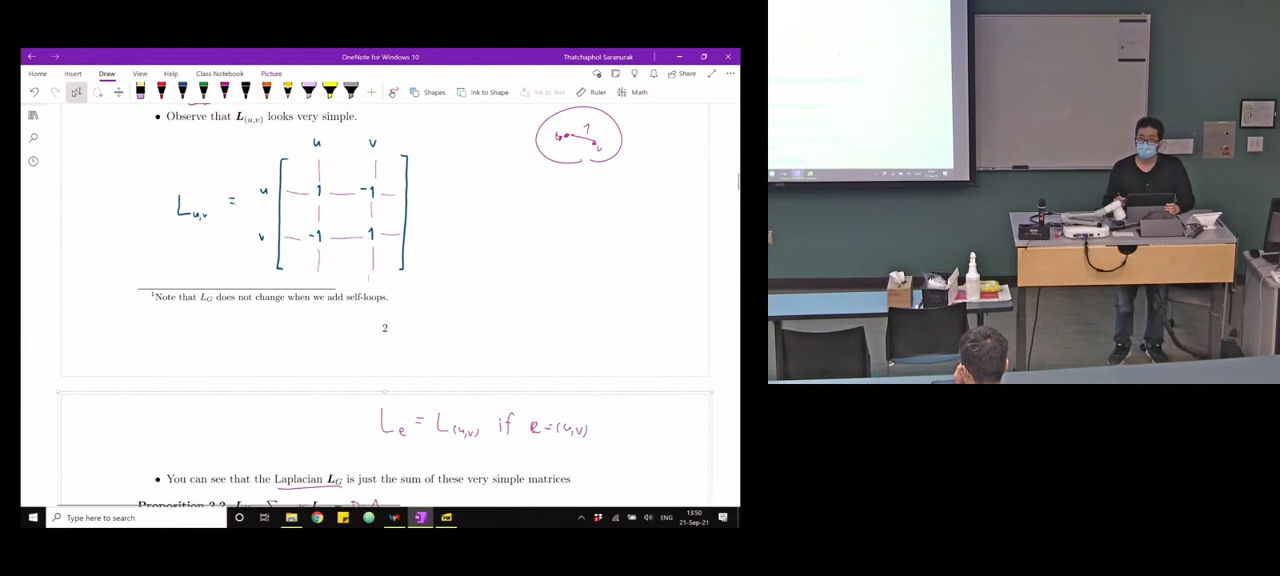 OneNote for Windows 10
Thatchaphol Saranurak
Home Insert Draw View Help Class Notebook Picture
Share
Shapes Ink to Shape Ink to Text Ruler Math
• Observe that L(u,v) looks very simple.
1
u v
u 1 -1
L u,v =
v -1 1
1Note that LG does not change when we add self-loops.
2
Le = L(u,v) if e=(u,v)
• You can see that the Laplacian LG is just the sum of these very simple matrices
Type here to search
ENG
13:50
21-Sep-21